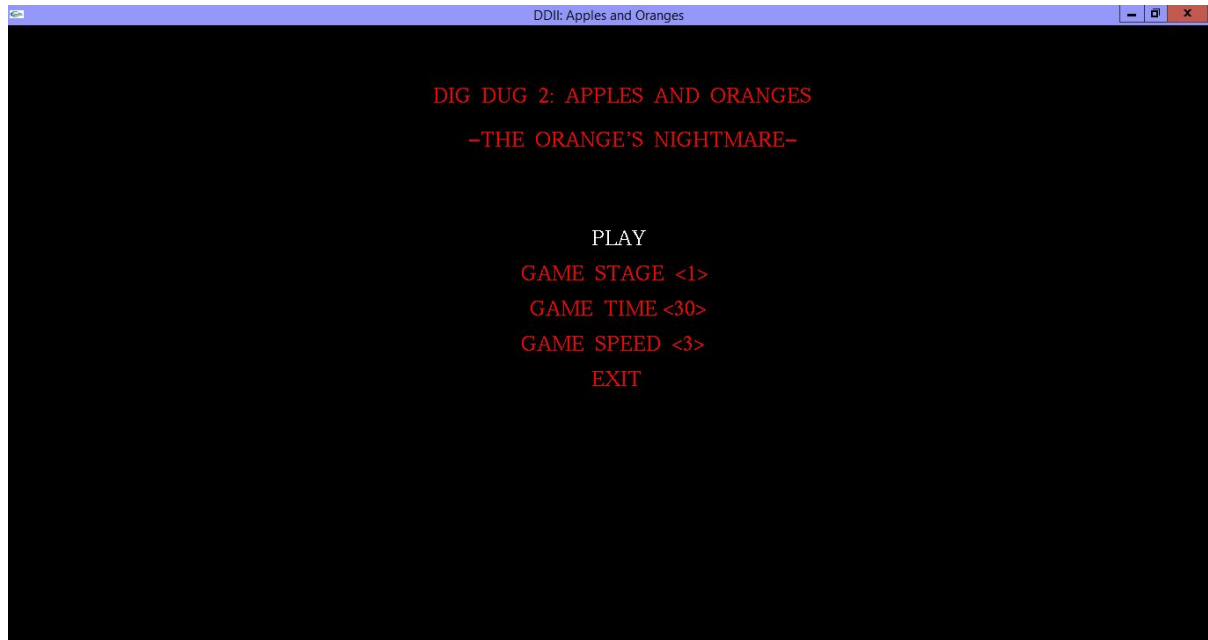 DDII: Apples and Oranges
DIG DUG 2: APPLES AND ORANGES
–THE ORANGE'S NIGHTMARE–
PLAY
GAME STAGE <1>
GAME TIME <30>
GAME SPEED <3>
EXIT